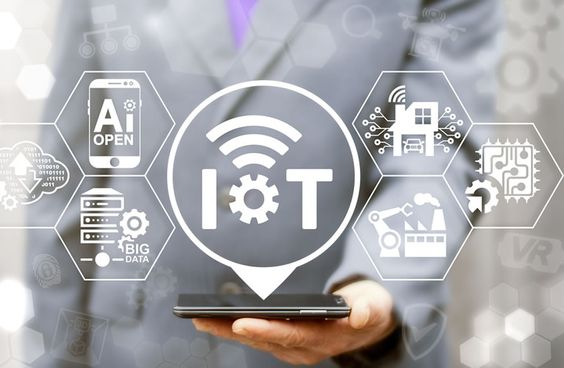 Ai
OPEN
IoT
BIG
DATA
VR